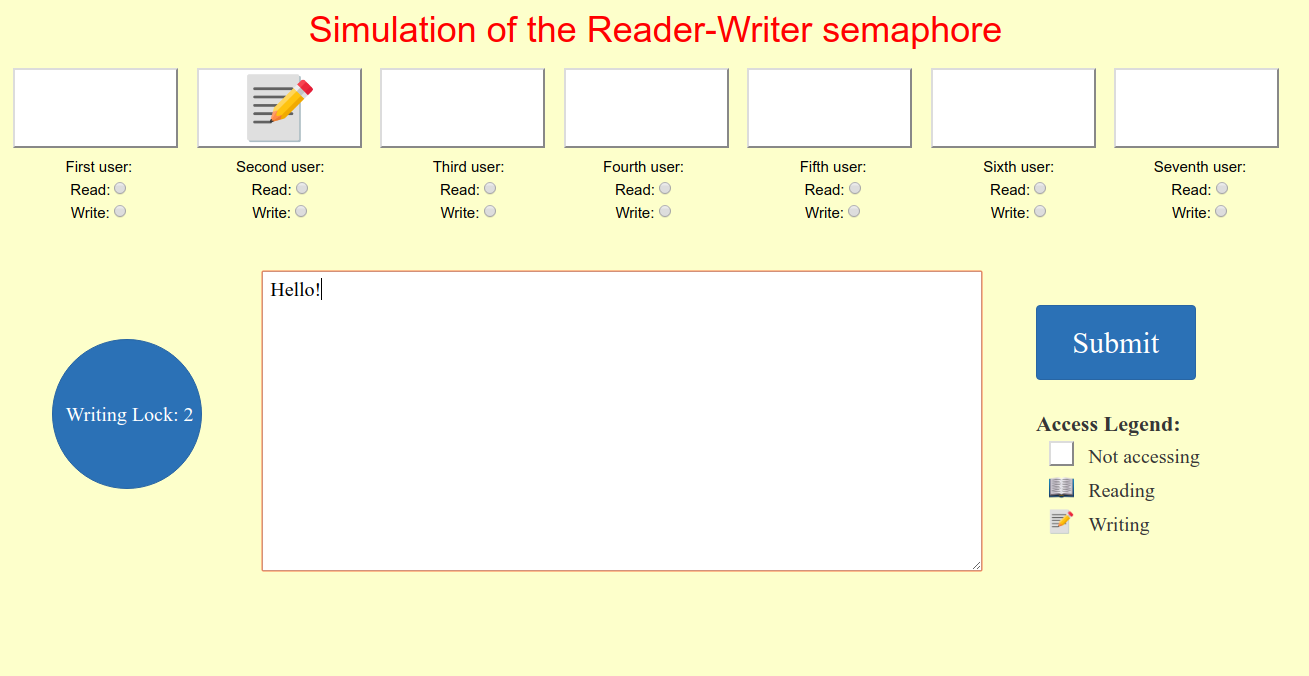 Simulation of the Reader-Writer semaphore
First user:
Read:
Write:
Second user:
Read:
Write:
Third user:
Read:
Write:
Fourth user:
Read:
Write:
Fifth user:
Read:
Write:
Sixth user:
Read:
Write:
Seventh user:
Read:
Write:
Writing Lock: 2
Hello!
Submit
Access Legend:
Not accessing
Reading
Writing